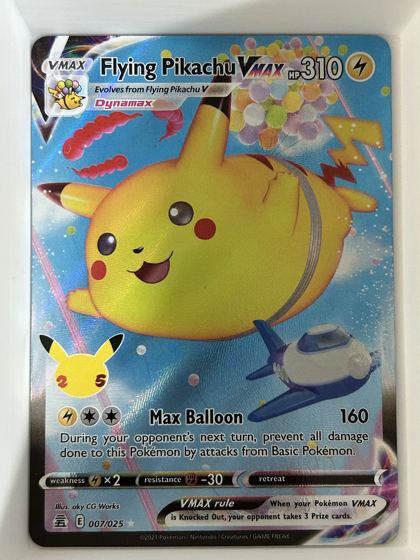 VMAX Flying Pikachu VMAX HP 310
Evolves from Flying Pikachu V
Dynamax
25
Max Balloon 160
During your opponent's next turn, prevent all damage
done to this Pokémon by attacks from Basic Pokémon.
weakness ×2 resistance -30 retreat
Illus. aky CG Works
VMAX rule When your Pokémon VMAX
is Knocked Out, your opponent takes 3 Prize cards.
E 007/025
©2021 Pokémon / Nintendo / Creatures / GAME FREAK